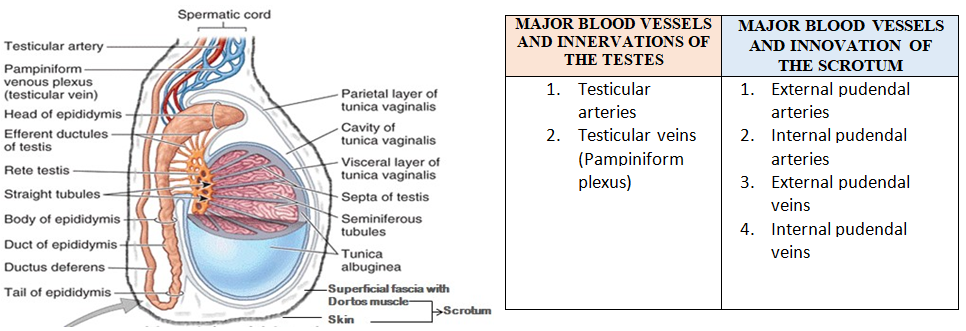 Spermatic cord
Testicular artery
Pampiniform
venous plexus
(testicular vein)
Head of epididymis
Efferent ductules
of testis
Rete testis
Straight tubules
Body of epididymis
Duct of epididymis
Ductus deferens
Tail of epididymis
Parietal layer of
tunica vaginalis
Cavity of
tunica vaginalis
Visceral layer of
tunica vaginalis
Septa of testis
Seminiferous
tubules
Tunica
albuginea
Superficial fascia with
Dortos muscle
Skin
Scrotum
MAJOR BLOOD VESSELS
AND INNERVATIONS OF
THE TESTES
1. Testicular
arteries
2. Testicular veins
(Pampiniform
plexus)
MAJOR BLOOD VESSELS
AND INNOVATION OF
THE SCROTUM
1. External pudendal
arteries
2. Internal pudendal
arteries
3. External pudendal
veins
4. Internal pudendal
veins